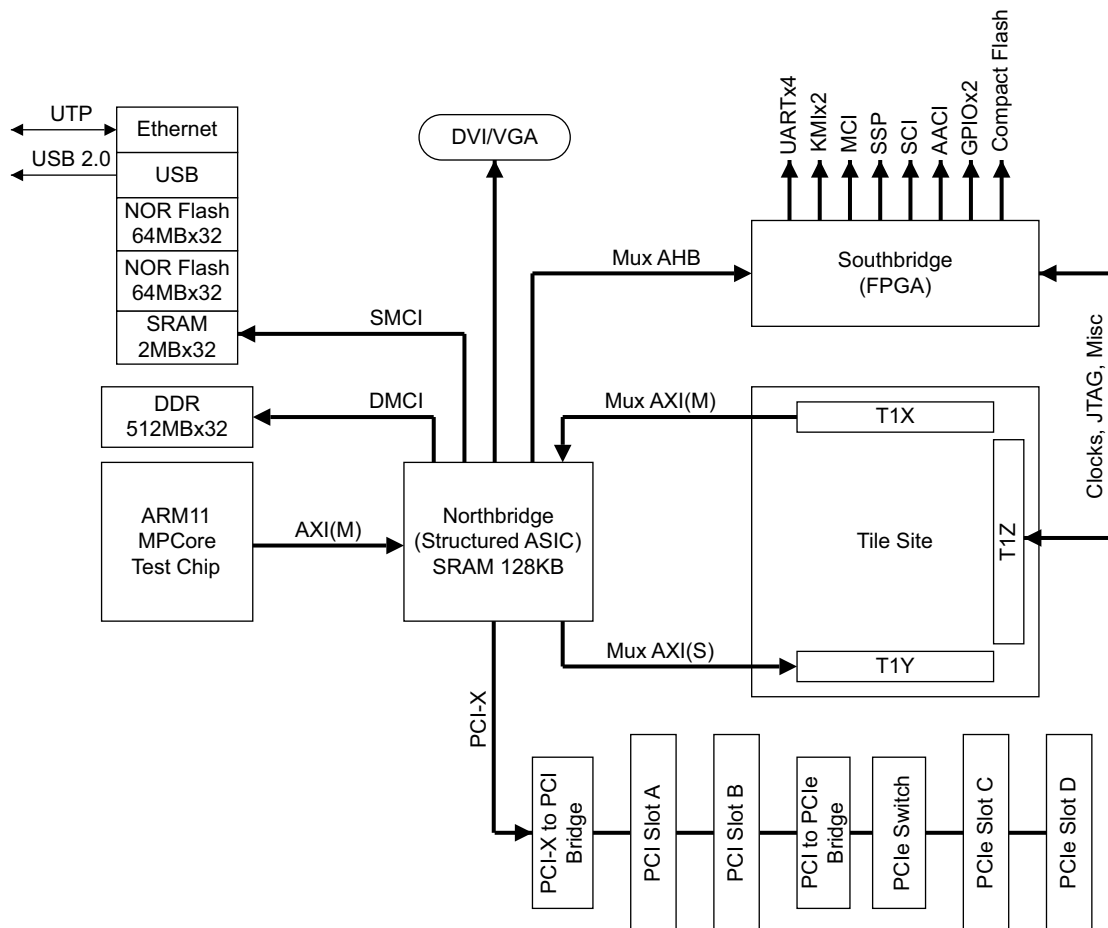 UTP
USB 2.0
Ethernet
USB
NOR Flash
64MBx32
NOR Flash
64MBx32
SRAM
2MBx32
DDR
512MBx32
ARM11
MPCore
Test Chip
SMCI
DMCI
AXI(M)
DVI/VGA
Northbridge
(Structured ASIC)
SRAM 128KB
Mux AHB
Mux AXI(M)
Mux AXI(S)
UARTx4
KMIx2
MCI
SSP
SCI
AACI
GPIOx2
Compact Flash
Southbridge
(FPGA)
Clocks, JTAG, Misc
T1X
Tile Site
T1Z
T1Y
PCI-X
PCI-X to PCI
Bridge
PCI Slot A
PCI Slot B
PCI to PCIe
Bridge
PCIe Switch
PCIe Slot C
PCIe Slot D